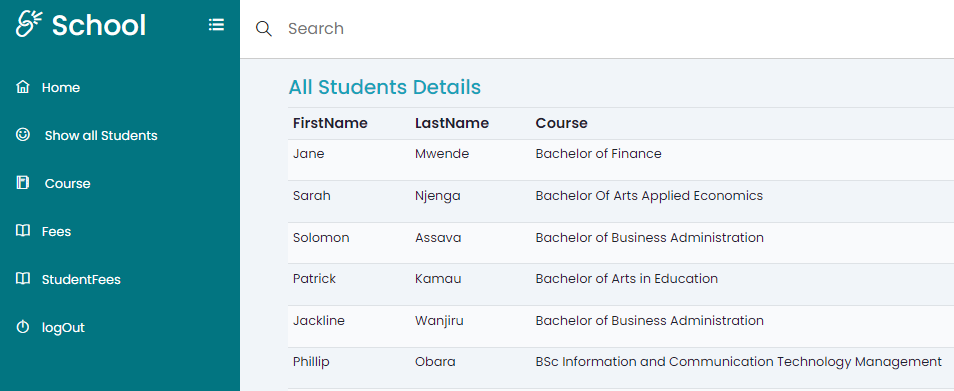 School
Home
Show all Students
Course
Fees
StudentFees
logOut
Search
All Students Details
FirstName LastName Course
Jane Mwende Bachelor of Finance
Sarah Njenga Bachelor Of Arts Applied Economics
Solomon Assava Bachelor of Business Administration
Patrick Kamau Bachelor of Arts in Education
Jackline Wanjiru Bachelor of Business Administration
Phillip Obara BSc Information and Communication Technology Management